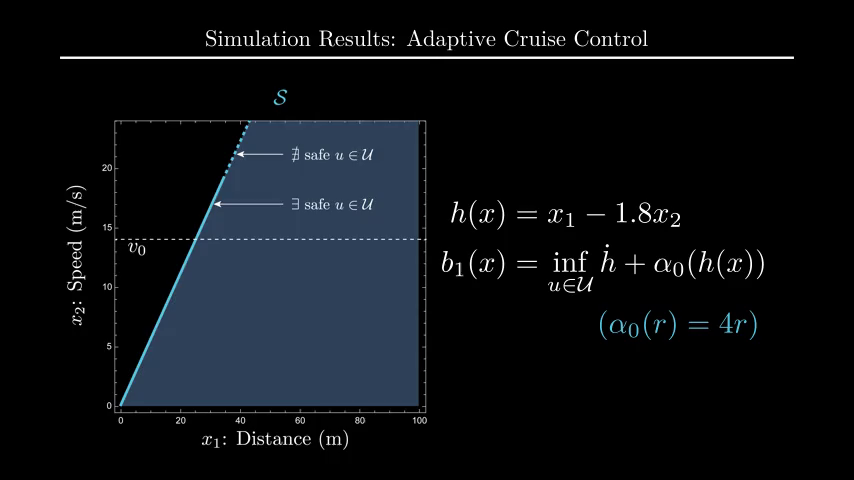 Simulation Results: Adaptive Cruise Control
𝒮
∄ safe u ∈ 𝒰
∃ safe u ∈ 𝒰
v₀
20
15
10
5
0
x₂: Speed (m/s)
0 20 40 60 80 100
x₁: Distance (m)
h(x) = x₁ − 1.8x₂
b₁(x) = inf ḣ + α₀(h(x))
u∈𝒰
(α₀(r) = 4r)